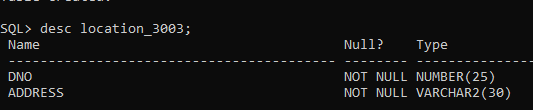 SQL> desc location_3003;
Name Null? Type
----------------------------------------- -------- ----------------------------
DNO NOT NULL NUMBER(25)
ADDRESS NOT NULL VARCHAR2(30)